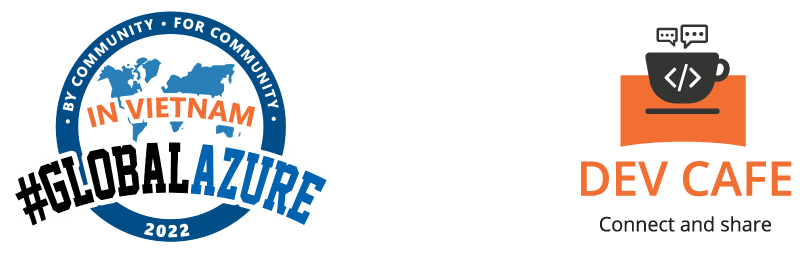 • BY COMMUNITY • FOR COMMUNITY •
IN VIETNAM
#GLOBALAZURE
2022
</>
DEV CAFE
Connect and share